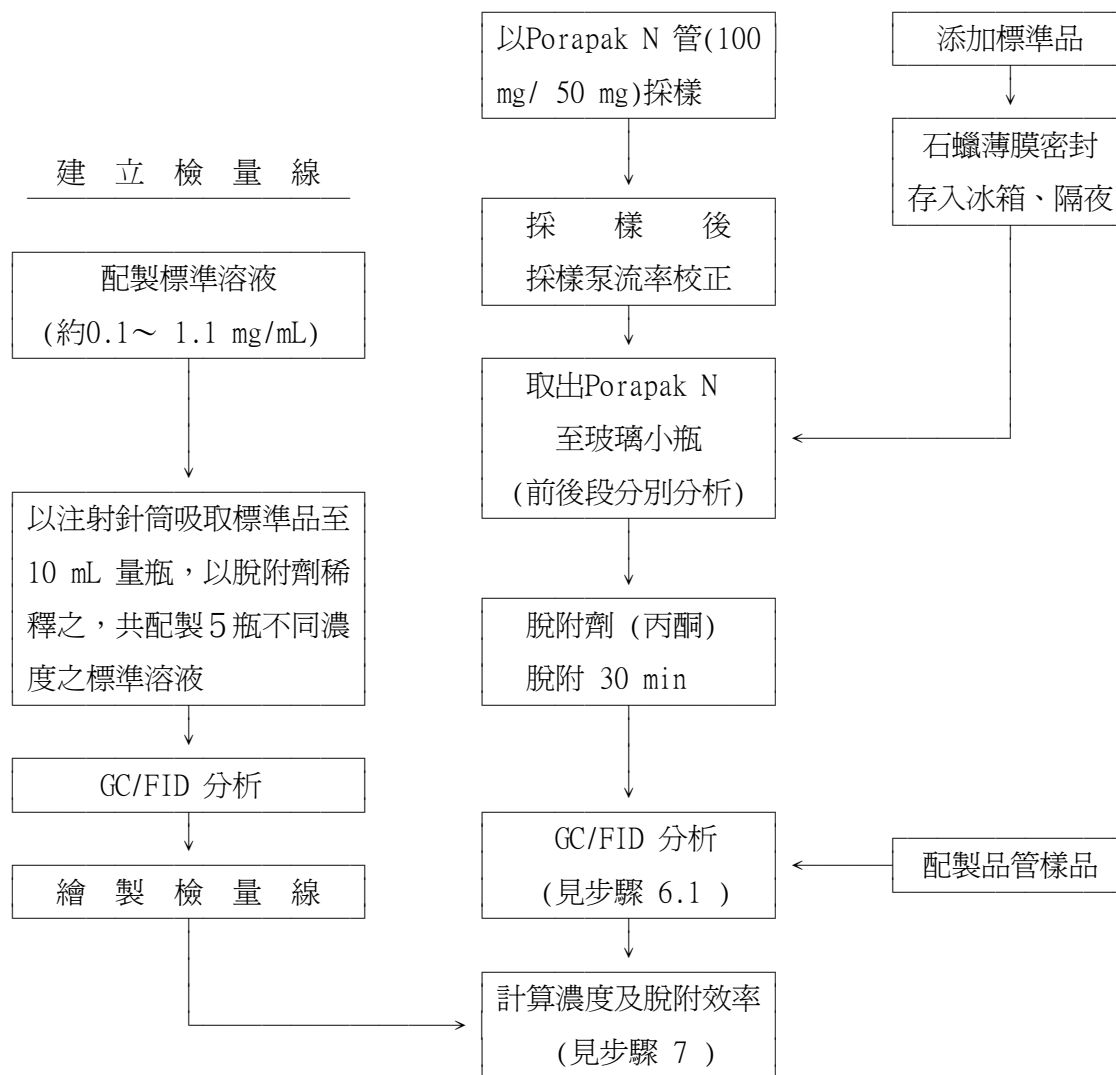 建立檢量線
配製標準溶液
(約0.1～ 1.1 mg/mL)
以注射針筒吸取標準品至
10 mL 量瓶，以脫附劑稀
釋之，共配製５瓶不同濃
度之標準溶液
GC/FID 分析
繪製檢量線
以Porapak N 管(100
mg/ 50 mg)採樣
採樣後
採樣泵流率校正
取出Porapak N
至玻璃小瓶
(前後段分別分析)
脫附劑 (丙酮)
脫附 30 min
GC/FID 分析
(見步驟 6.1 )
計算濃度及脫附效率
(見步驟 7 )
添加標準品
石蠟薄膜密封
存入冰箱、隔夜
配製品管樣品